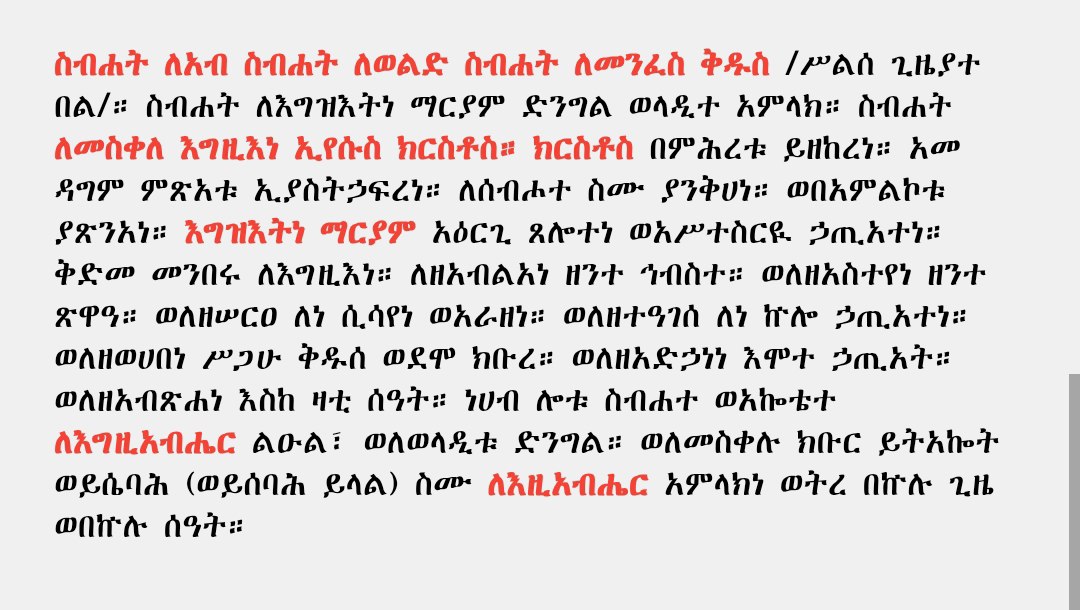 ስብሐት ለአብ ስብሐት ለወልድ ስብሐት ለመንፈስ ቅዱስ /ሥልሰ ጊዜያተ
በል/። ስብሐት ለእግዝእትነ ማርያም ድንግል ወላዲተ አምላክ። ስብሐት
ለመስቀለ እግዚእነ ኢየሱስ ክርስቶስ። ክርስቶስ በምሕረቱ ይዘከረነ። አመ
ዳግም ምጽአቱ ኢያስትኃፍረነ። ለሰብሖተ ስሙ ያንቅሀነ። ወበአምልኮቱ
ያጽንአነ። እግዝእትነ ማርያም አዕርጊ ጸሎተነ ወአሥተስርዪ ኃጢአተነ።
ቅድመ መንበሩ ለእግዚእነ። ለዘአብልአነ ዘንተ ኅብስተ። ወለዘአስተየነ ዘንተ
ጽዋዓ። ወለዘሠርዐ ለነ ሲሳየነ ወአራዘነ። ወለዘተዓገሰ ለነ ኵሎ ኃጢአተነ።
ወለዘወሀበነ ሥጋሁ ቅዱሰ ወደሞ ክቡረ። ወለዘአድኃነነ እሞተ ኃጢአት።
ወለዘአብጽሐነ እስከ ዛቲ ሰዓት። ነሀብ ሎቱ ስብሐተ ወአኰቴተ
ለእግዚአብሔር ልዑል፣ ወለወላዲቱ ድንግል። ወለመስቀሉ ክቡር ይትአኰት
ወይሴባሕ (ወይሰባሕ ይላል) ስሙ ለእዚአብሔር አምላክነ ወትረ በኵሉ ጊዜ
ወበኵሉ ሰዓት።